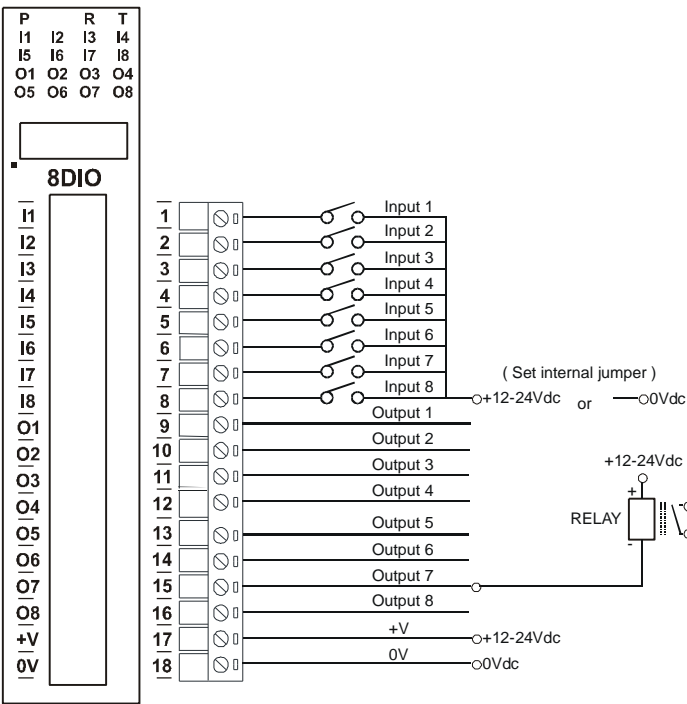 P R T
I1 I2 I3 I4
I5 I6 I7 I8
O1 O2 O3 O4
O5 O6 O7 O8
8DIO
I1 1 Input 1
I2 2 Input 2
I3 3 Input 3
I4 4 Input 4
I5 5 Input 5
I6 6 Input 6
I7 7 Input 7
( Set internal jumper )
I8 8 Input 8 +12-24Vdc or 0Vdc
O1 9 Output 1
O2 10 Output 2
O3 11 Output 3
+12-24Vdc
O4 12 Output 4
+
RELAY
-
O5 13 Output 5
O6 14 Output 6
O7 15 Output 7
O8 16 Output 8
+V 17 +V +12-24Vdc
0V 18 0V 0Vdc